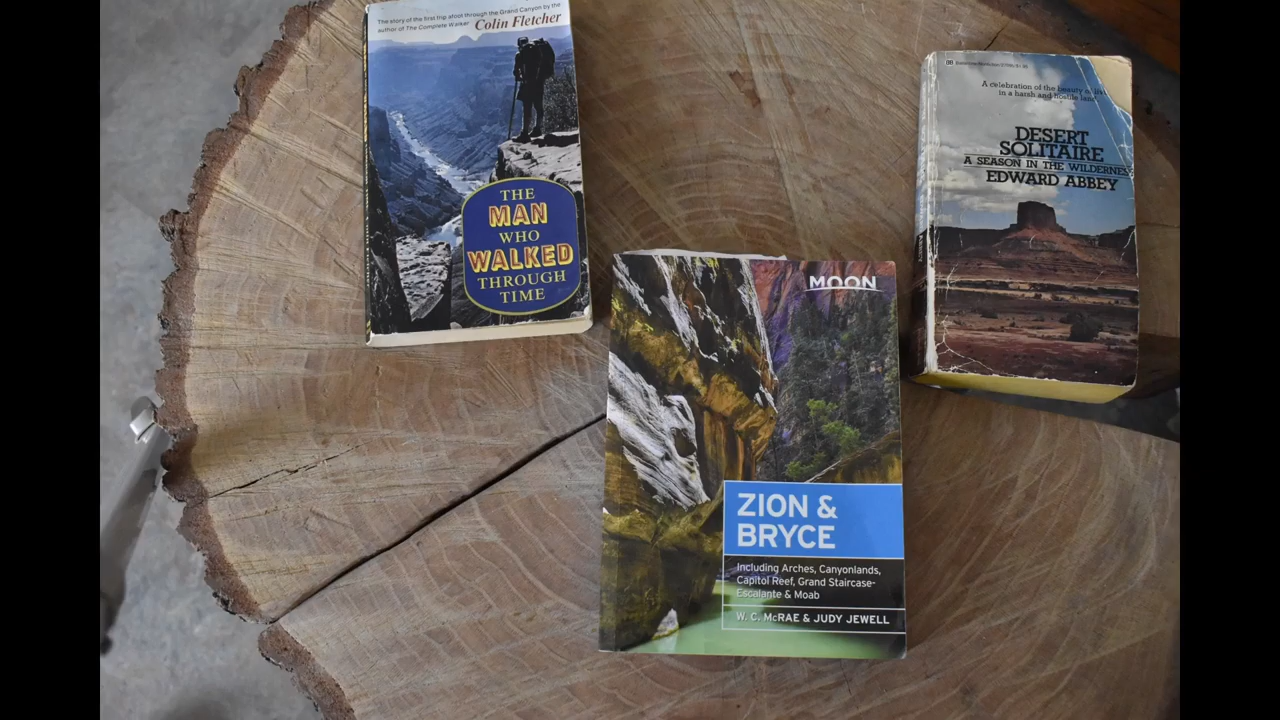 The story of the first trip afoot through the Grand Canyon by the
author of The Complete Walker Colin Fletcher
THE
MAN
WHO
WALKED
THROUGH
TIME
A celebration of the beauty of
in a harsh and hostile land
DESERT
SOLITAIRE
A SEASON IN THE WILDERNESS
EDWARD ABBEY
MOON
ZION &
BRYCE
Including Arches, Canyonlands,
Capitol Reef, Grand Staircase-
Escalante & Moab
W. C. McRAE & JUDY JEWELL